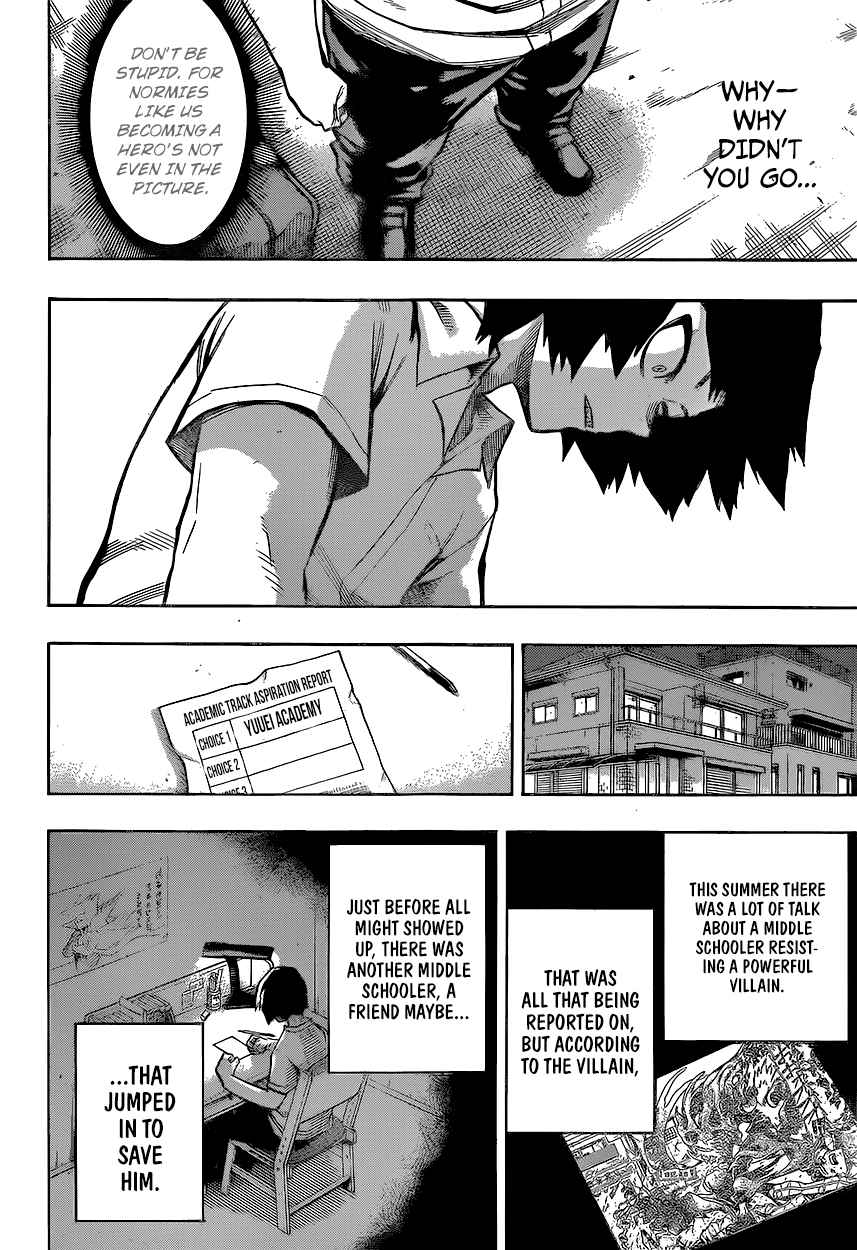 WHY—
WHY
DIDN'T
YOU GO...
DON'T BE
STUPID. FOR
NORMIES
LIKE US
BECOMING A
HERO'S NOT
EVEN IN THE
PICTURE.
ACADEMIC TRACK ASPIRATION REPORT
CHOICE 1
YUUEI ACADEMY
CHOICE 2
CHOICE 3
THIS SUMMER THERE
WAS A LOT OF TALK
ABOUT A MIDDLE
SCHOOLER RESIST-
ING A POWERFUL
VILLAIN.
THAT WAS
ALL THAT BEING
REPORTED ON,
BUT ACCORDING
TO THE VILLAIN,
JUST BEFORE ALL
MIGHT SHOWED
UP, THERE WAS
ANOTHER MIDDLE
SCHOOLER, A
FRIEND MAYBE...
...THAT
JUMPED
IN TO
SAVE
HIM.